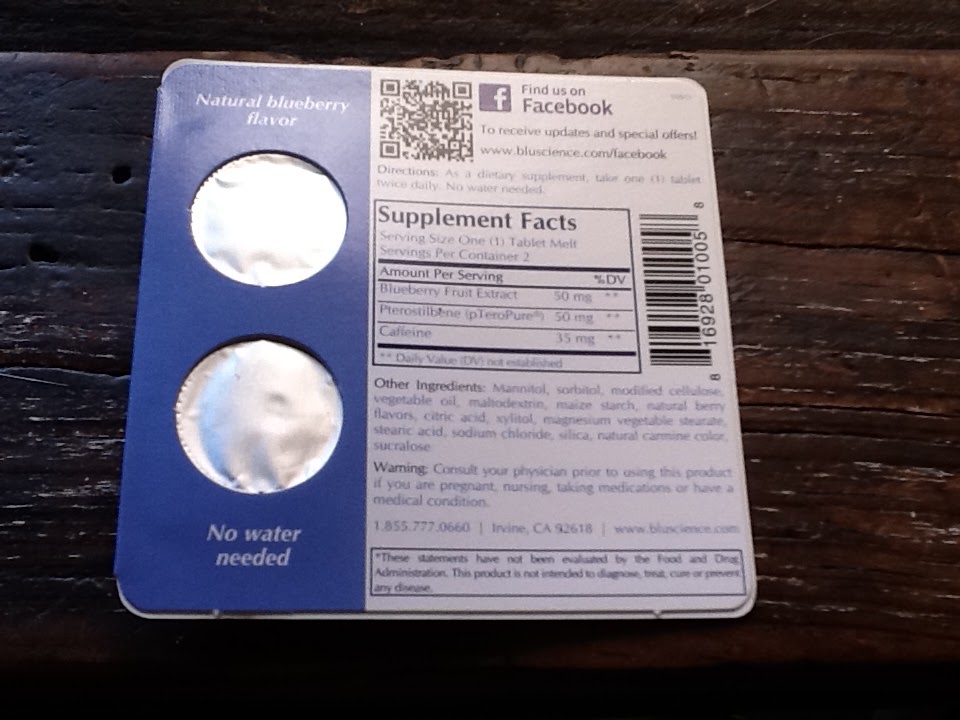 Natural blueberry
flavor
No water
needed
f
Find us on
Facebook
To receive updates and special offers!
www.bluscience.com/facebook
Directions: As a dietary supplement, take one (1) tablet
twice daily. No water needed.
Supplement Facts
Serving Size One (1) Tablet Melt
Servings Per Container 2
Amount Per Serving %DV
Blueberry Fruit Extract 50 mg **
Pterostilbene (pTeroPure®) 50 mg **
Caffeine 35 mg **
** Daily Value (DV) not established
8 16928 01005 8
Other Ingredients: Mannitol, sorbitol, modified cellulose,
vegetable oil, maltodextrin, maize starch, natural berry
flavors, citric acid, xylitol, magnesium vegetable stearate,
stearic acid, sodium chloride, silica, natural carmine color,
sucralose
Warning: Consult your physician prior to using this product
if you are pregnant, nursing, taking medications or have a
medical condition.
1.855.777.0660 | Irvine, CA 92618 | www.bluscience.com
*These statements have not been evaluated by the Food and Drug
Administration. This product is not intended to diagnose, treat, cure or prevent
any disease.